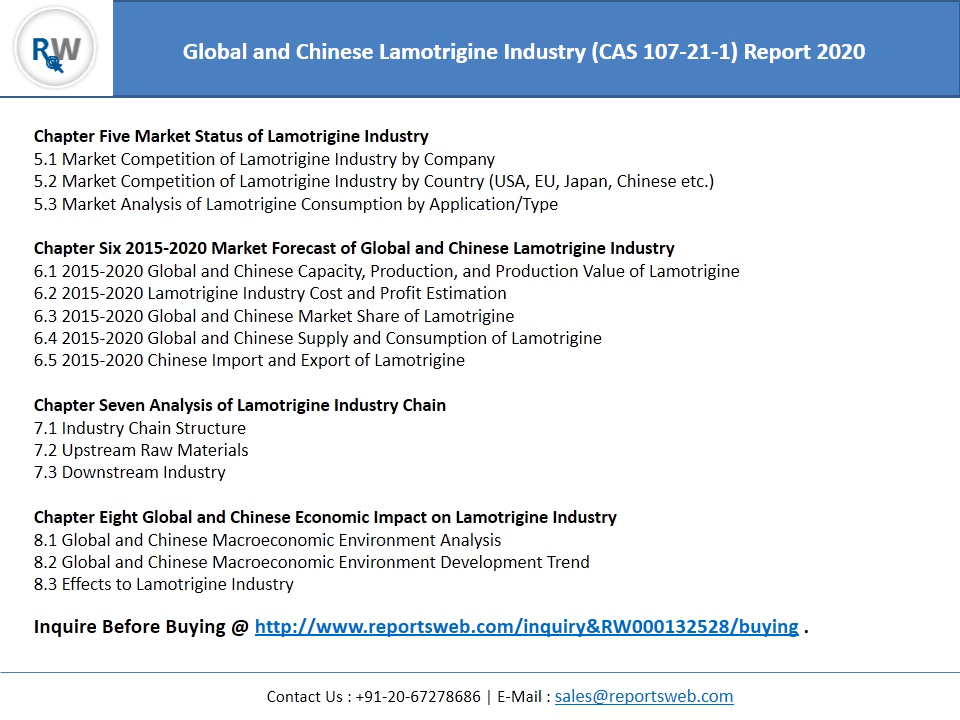 RW
Global and Chinese Lamotrigine Industry (CAS 107-21-1) Report 2020
Chapter Five Market Status of Lamotrigine Industry
5.1 Market Competition of Lamotrigine Industry by Company
5.2 Market Competition of Lamotrigine Industry by Country (USA, EU, Japan, Chinese etc.)
5.3 Market Analysis of Lamotrigine Consumption by Application/Type
Chapter Six 2015-2020 Market Forecast of Global and Chinese Lamotrigine Industry
6.1 2015-2020 Global and Chinese Capacity, Production, and Production Value of Lamotrigine
6.2 2015-2020 Lamotrigine Industry Cost and Profit Estimation
6.3 2015-2020 Global and Chinese Market Share of Lamotrigine
6.4 2015-2020 Global and Chinese Supply and Consumption of Lamotrigine
6.5 2015-2020 Chinese Import and Export of Lamotrigine
Chapter Seven Analysis of Lamotrigine Industry Chain
7.1 Industry Chain Structure
7.2 Upstream Raw Materials
7.3 Downstream Industry
Chapter Eight Global and Chinese Economic Impact on Lamotrigine Industry
8.1 Global and Chinese Macroeconomic Environment Analysis
8.2 Global and Chinese Macroeconomic Environment Development Trend
8.3 Effects to Lamotrigine Industry
Inquire Before Buying @ http://www.reportsweb.com/inquiry&RW000132528/buying .
Contact Us : +91-20-67278686 | E-Mail : sales@reportsweb.com